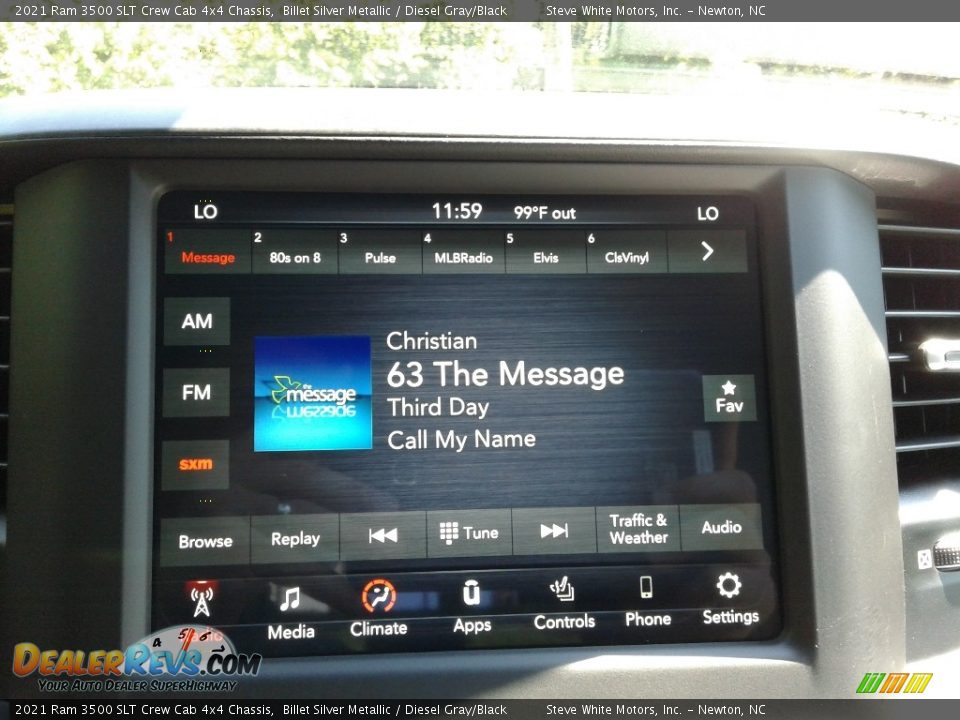 2021 Ram 3500 SLT Crew Cab 4x4 Chassis,  Billet Silver Metallic / Diesel Gray/Black    Steve White Motors, Inc. – Newton, NC
LO 11:59 99°F out LO
1 Message 2 80s on 8 3 Pulse 4 MLBRadio 5 Elvis 6 ClsVinyl
AM
FM
sxm
the message
Christian
63 The Message
Third Day
Call My Name
Fav
Browse Replay Tune Traffic & Weather Audio
Media Climate Apps Controls Phone Settings
4 5 6
DealerRevs.com
Your Auto Dealer SuperHighway
2021 Ram 3500 SLT Crew Cab 4x4 Chassis,  Billet Silver Metallic / Diesel Gray/Black    Steve White Motors, Inc. – Newton, NC